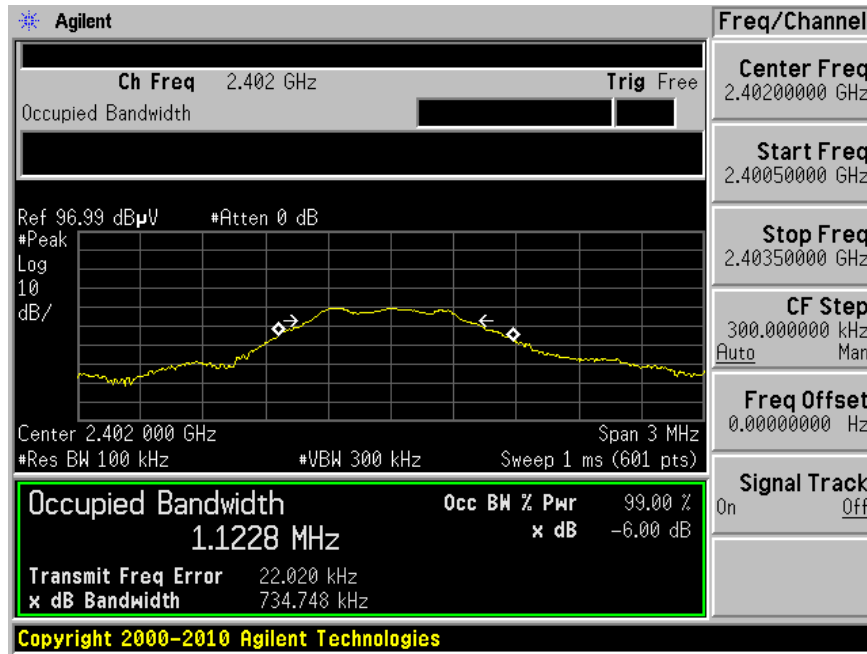 Agilent
Freq/Channel
Ch Freq 2.402 GHz Trig Free
Occupied Bandwidth
Center Freq
2.40200000 GHz
Start Freq
2.40050000 GHz
Stop Freq
2.40350000 GHz
CF Step
300.000000 kHz
Auto Man
Freq Offset
0.00000000 Hz
Signal Track
On Off
Ref 96.99 dBµV #Atten 0 dB
#Peak
Log
10
dB/
Center 2.402 000 GHz Span 3 MHz
#Res BW 100 kHz #VBW 300 kHz Sweep 1 ms (601 pts)
Occupied Bandwidth
1.1228 MHz
Occ BW % Pwr 99.00 %
x dB -6.00 dB
Transmit Freq Error 22.020 kHz
x dB Bandwidth 734.748 kHz
Copyright 2000-2010 Agilent Technologies